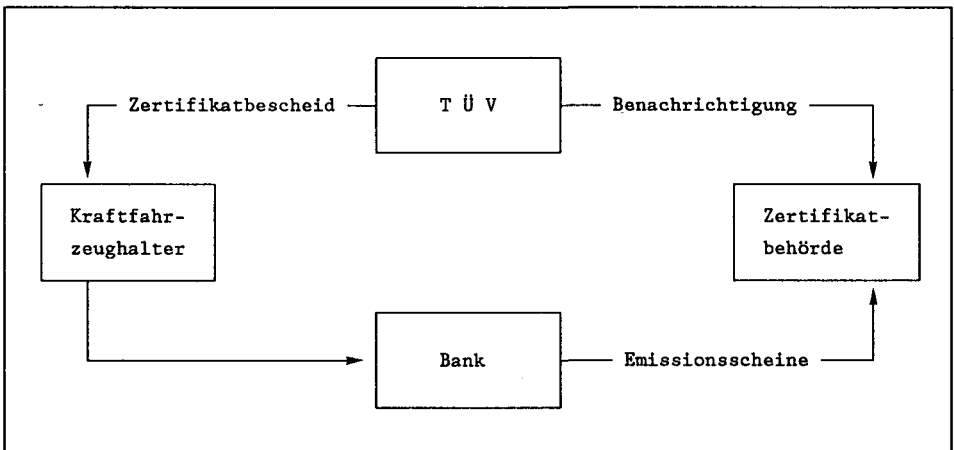 Zertifikatbescheid
T Ü V
Benachrichtigung
Kraftfahr-
zeughalter
Zertifikat-
behörde
Bank
Emissionsscheine